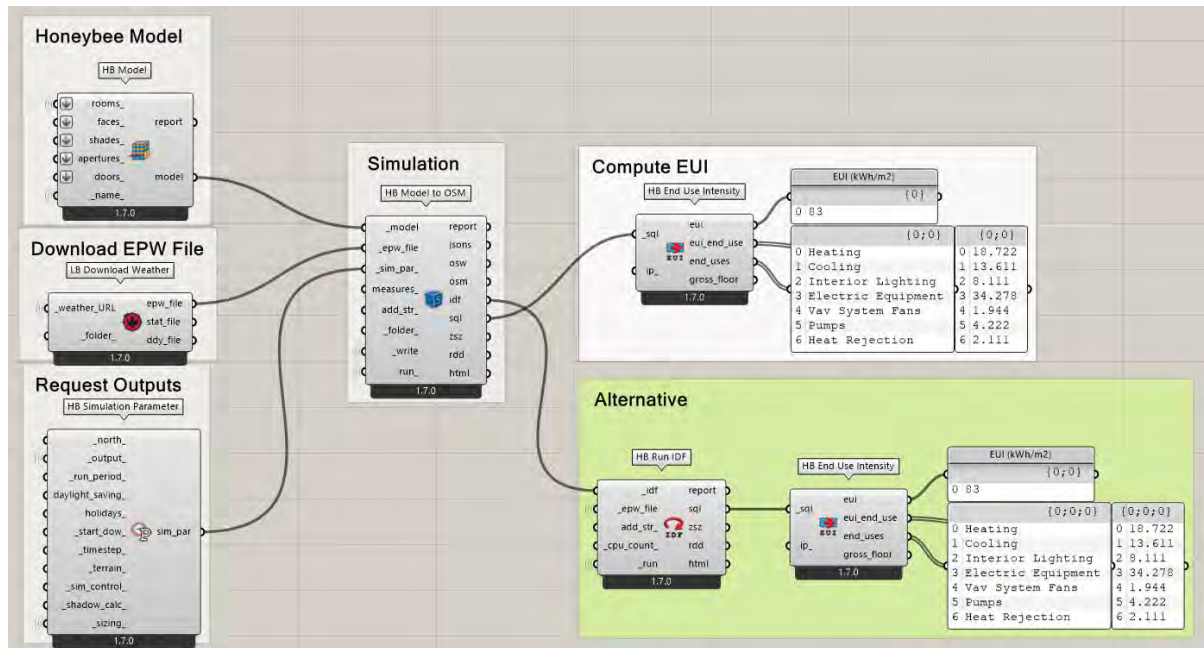 Honeybee Model
HB Model
rooms_
faces_
report
shades_
apertures_
doors_
model
_name_
1.7.0
Download EPW File
LB Download Weather
_weather_URL
epw_file
stat_file
_folder_
ddy_file
1.7.0
Request Outputs
HB Simulation Parameter
_north_
_output_
_run_period_
daylight_saving_
holidays_
_start_dow_
sim_par
_timestep_
_terrain_
_sim_control_
_shadow_calc_
_sizing_
1.7.0
Simulation
HB Model to OSM
_model
report
_epw_file
jsons
_sim_par_
osw
measures_
osm
add_str_
idf
_folder_
sql
_write
zsz
run_
rdd
html
1.7.0
Compute EUI
HB End Use Intensity
_sql
eui
eui_end_use
ip_
EUI
end_uses
gross_floor
1.7.0
EUI (kWh/m2)
{0}
0 83
{0;0} {0;0}
0 Heating 0 18.722
1 Cooling 1 13.611
2 Interior Lighting 2 8.111
3 Electric Equipment 3 34.278
4 Vav System Fans 4 1.944
5 Pumps 5 4.222
6 Heat Rejection 6 2.111
Alternative
HB Run IDF
_idf
report
_epw_file
sql
add_str_
IDF
zsz
_cpu_count_
rdd
_run
html
1.7.0
HB End Use Intensity
_sql
eui
eui_end_use
ip_
EUI
end_uses
gross_floor
1.7.0
EUI (kWh/m2)
{0;0}
0 83
{0;0;0} {0;0;0}
0 Heating 0 18.722
1 Cooling 1 13.611
2 Interior Lighting 2 8.111
3 Electric Equipment 3 34.278
4 Vav System Fans 4 1.944
5 Pumps 5 4.222
6 Heat Rejection 6 2.111